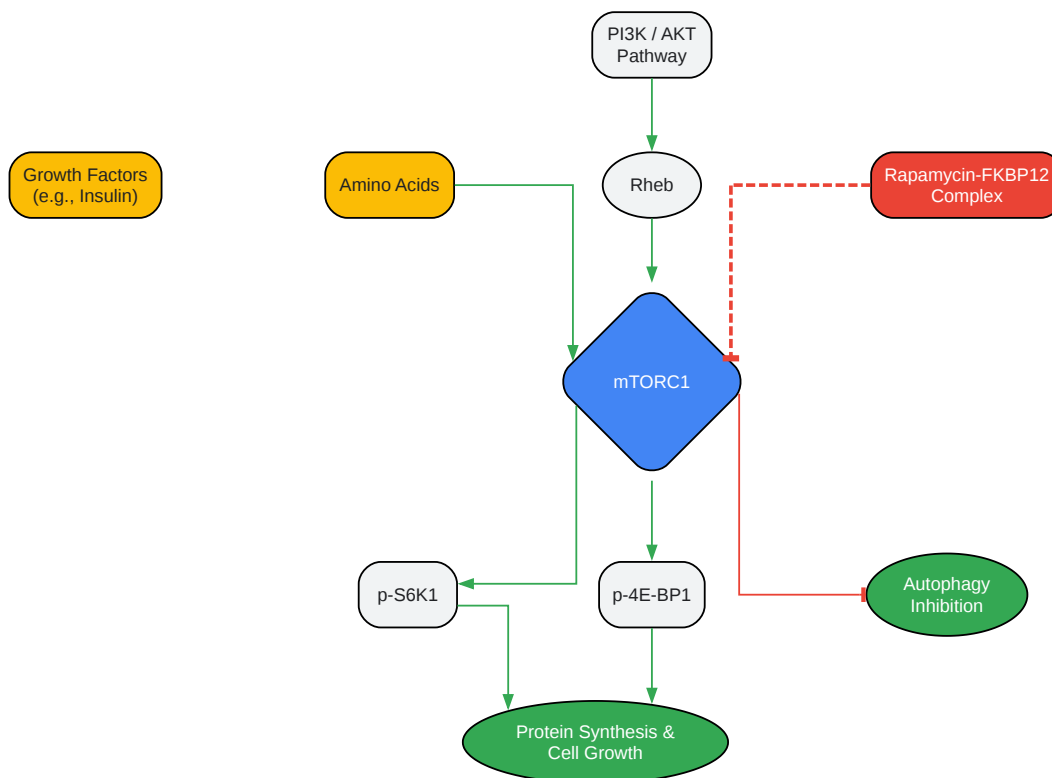 PI3K / AKT
Pathway
Growth Factors
(e.g., Insulin)
Amino Acids
Rheb
Rapamycin-FKBP12
Complex
mTORC1
p-S6K1
p-4E-BP1
Autophagy
Inhibition
Protein Synthesis &
Cell Growth